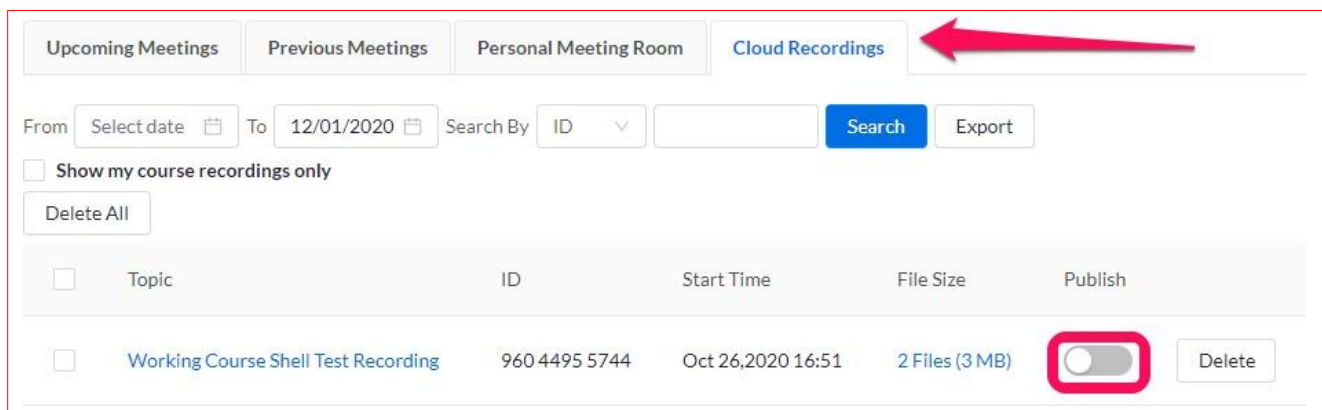 Upcoming Meetings Previous Meetings Personal Meeting Room Cloud Recordings
From Select date To 12/01/2020 Search By ID Search Export
Show my course recordings only
Delete All
Topic ID Start Time File Size Publish
Working Course Shell Test Recording 960 4495 5744 Oct 26,2020 16:51 2 Files (3 MB) Delete